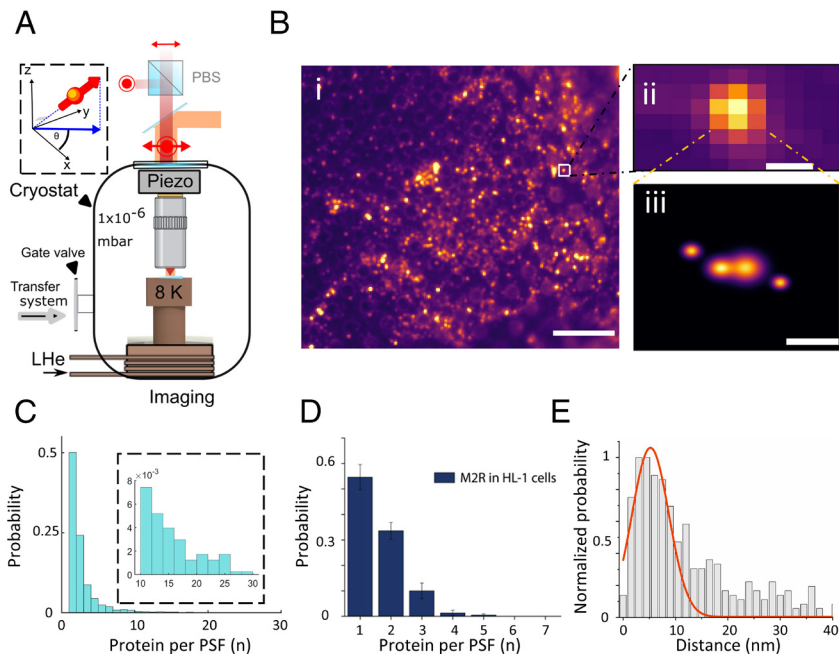 A
z
y
x
θ
PBS
Cryostat
Piezo
1x10⁻⁶
mbar
Gate valve
Transfer
system
8 K
LHe
Imaging
B
i
ii
iii
C
Probability
0.5
0.25
0
0 10 20 30
Protein per PSF (n)
×10⁻³
8
6
4
2
0
10 15 20 25 30
D
Probability
0.6
0.3
0
M2R in HL-1 cells
1 2 3 4 5 6 7
Protein per PSF (n)
E
Normalized probability
1
0.5
1
0
0 10 20 30 40
Distance (nm)